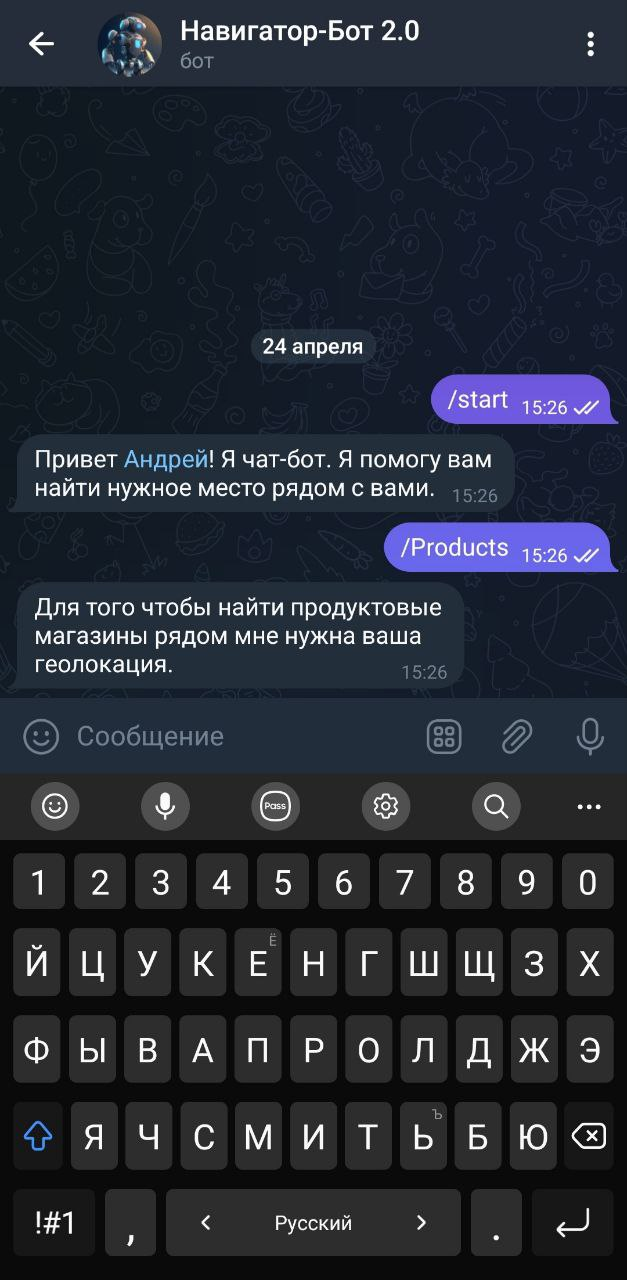 Навигатор-Бот 2.0
бот
24 апреля
/start 15:26
Привет Андрей! Я чат-бот. Я помогу вам
найти нужное место рядом с вами. 15:26
/Products 15:26
Для того чтобы найти продуктовые
магазины рядом мне нужна ваша
геолокация. 15:26
Сообщение
Pass
1 2 3 4 5 6 7 8 9 0
Й Ц У К Е Ё Н Г Ш Щ З Х
Ф Ы В А П Р О Л Д Ж Э
Я Ч С М И Т Ь Ъ Б Ю
!#1 , < Русский > .